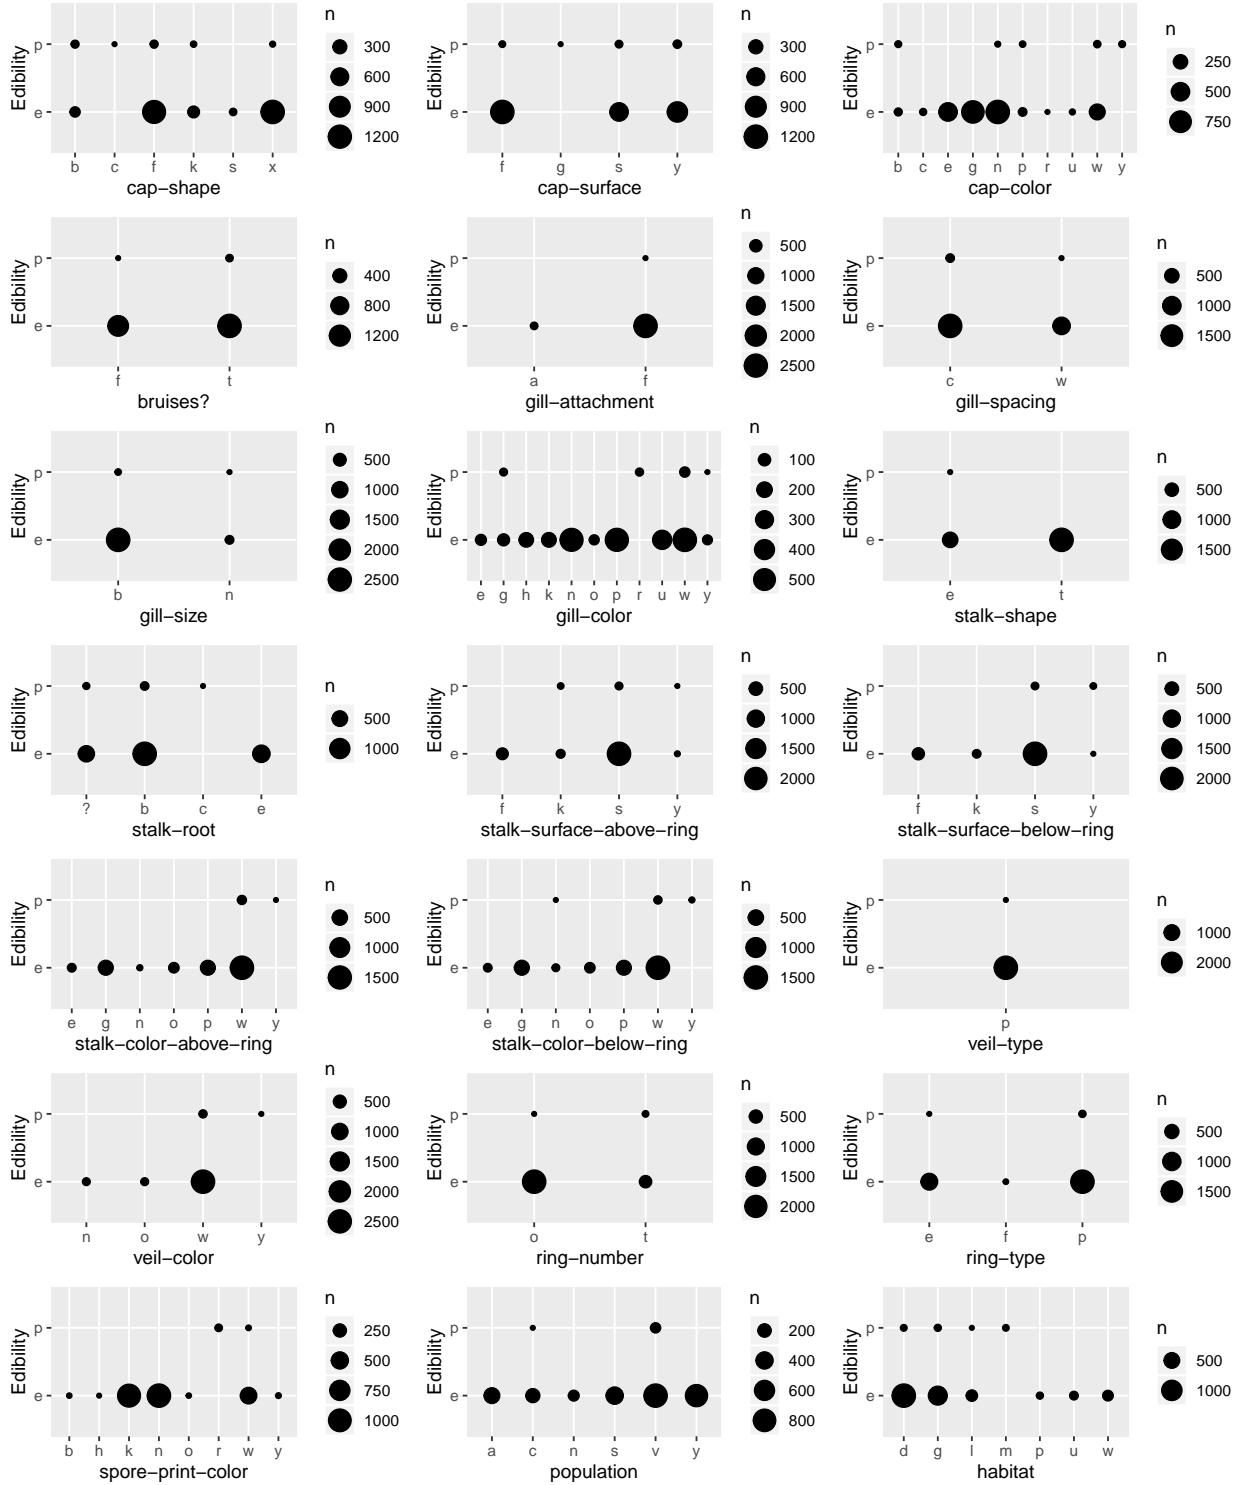 n
p
300
600
Edibility
900
e
1200
b c f k s x
cap−shape
n
p
300
600
Edibility
900
e
1200
f g s y
cap−surface
n
p
250
500
Edibility
750
e
b c e g n p r u w y
cap−color
n
p
400
800
Edibility
1200
e
f t
bruises?
n
p
500
1000
Edibility
1500
2000
e
2500
a f
gill−attachment
n
p
500
1000
Edibility
1500
e
c w
gill−spacing
n
p
500
1000
Edibility
1500
2000
e
2500
b n
gill−size
n
p
100
200
Edibility
300
400
e
500
e g h k n o p r u w y
gill−color
n
p
500
1000
Edibility
1500
e
e t
stalk−shape
n
p
500
1000
Edibility
e
? b c e
stalk−root
n
p
500
1000
Edibility
1500
e
2000
f k s y
stalk−surface−above−ring
n
p
500
1000
Edibility
1500
e
2000
f k s y
stalk−surface−below−ring
n
p
500
1000
Edibility
1500
e
e g n o p w y
stalk−color−above−ring
n
p
500
1000
Edibility
1500
e
e g n o p w y
stalk−color−below−ring
n
p
1000
2000
Edibility
e
p
veil−type
n
p
500
1000
Edibility
1500
2000
e
2500
n o w y
veil−color
n
p
500
1000
Edibility
1500
e
2000
o t
ring−number
n
p
500
1000
Edibility
1500
e
e f p
ring−type
n
p
250
500
Edibility
750
e
1000
b h k n o r w y
spore−print−color
n
p
200
400
Edibility
600
e
800
a c n s v y
population
n
p
500
1000
Edibility
e
d g l m p u w
habitat